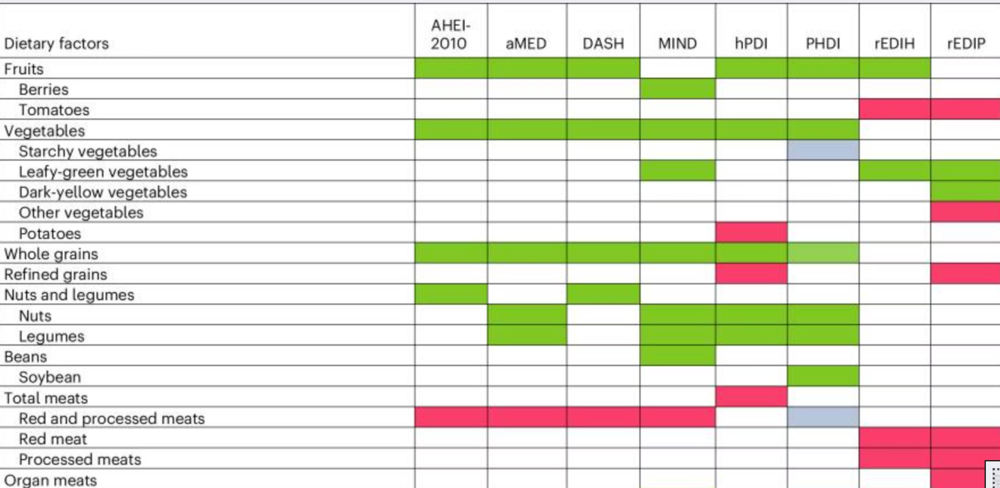 Dietary factors AHEI-2010 aMED DASH MIND hPDI PHDI rEDIH rEDIP
Fruits
Berries
Tomatoes
Vegetables
Starchy vegetables
Leafy-green vegetables
Dark-yellow vegetables
Other vegetables
Potatoes
Whole grains
Refined grains
Nuts and legumes
Nuts
Legumes
Beans
Soybean
Total meats
Red and processed meats
Red meat
Processed meats
Organ meats